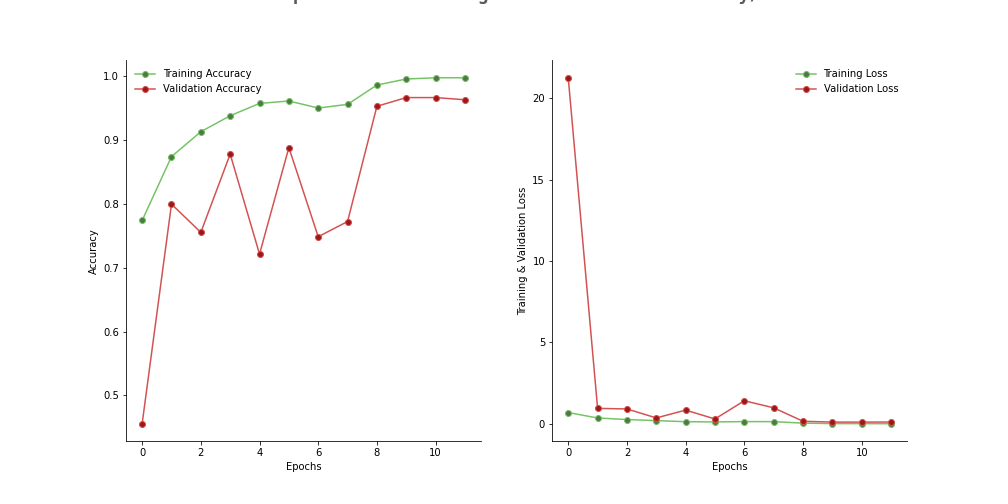 Training Accuracy
Validation Accuracy
1.0
0.9
0.8
0.7
0.6
0.5
Accuracy
0 2 4 6 8 10
Epochs
Training Loss
Validation Loss
20
15
10
5
0
Training & Validation Loss
0 2 4 6 8 10
Epochs